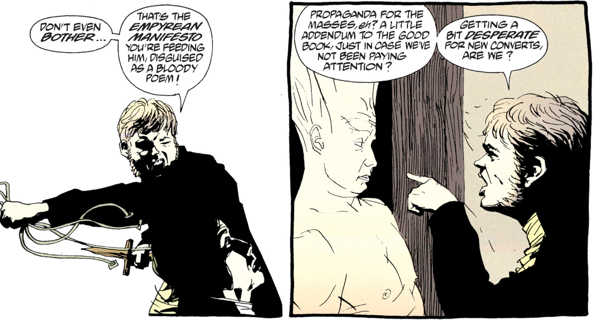 DON'T EVEN
BOTHER...
THAT'S THE
EMPYREAN
MANIFESTO
YOU'RE FEEDING
HIM, DISGUISED
AS A BLOODY
POEM!
PROPAGANDA FOR THE
MASSES, eh? A LITTLE
ADDENDUM TO THE GOOD
BOOK, JUST IN CASE WE'VE
NOT BEEN PAYING
ATTENTION?
GETTING A
BIT DESPERATE
FOR NEW CONVERTS,
ARE WE?